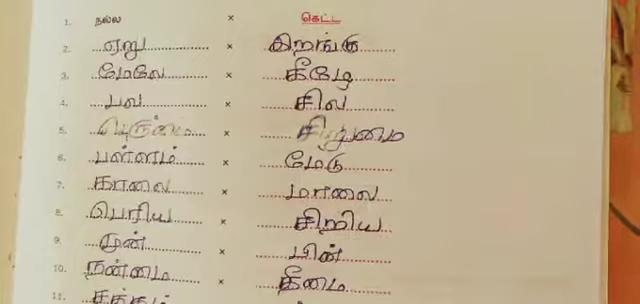 1. நல்ல × கெட்ட
2. ஏறு × இறங்கு
3. மேலே × கீழே
4. பல × சில
5. பெருமை × சிறுமை
6. பள்ளம் × மேடு
7. காலை × மாலை
8. பெரிய × சிறிய
9. முன் × பின்
10. நன்மை × தீமை
11.